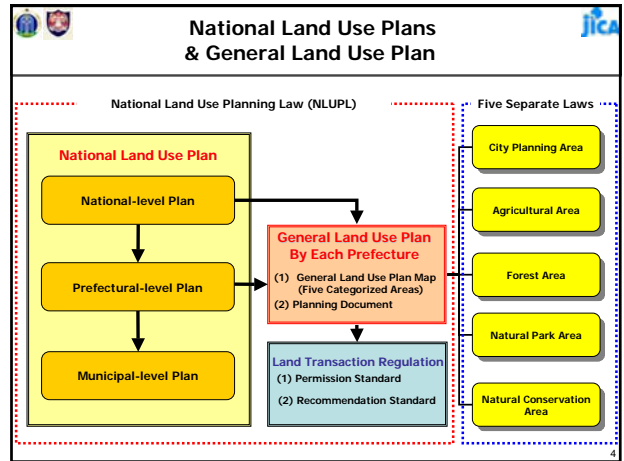 National Land Use Plans
& General Land Use Plan
jica
National Land Use Planning Law (NLUPL)
Five Separate Laws
National Land Use Plan
National-level Plan
Prefectural-level Plan
Municipal-level Plan
General Land Use Plan
By Each Prefecture
(1) General Land Use Plan Map
(Five Categorized Areas)
(2) Planning Document
Land Transaction Regulation
(1) Permission Standard
(2) Recommendation Standard
City Planning Area
Agricultural Area
Forest Area
Natural Park Area
Natural Conservation
Area
4